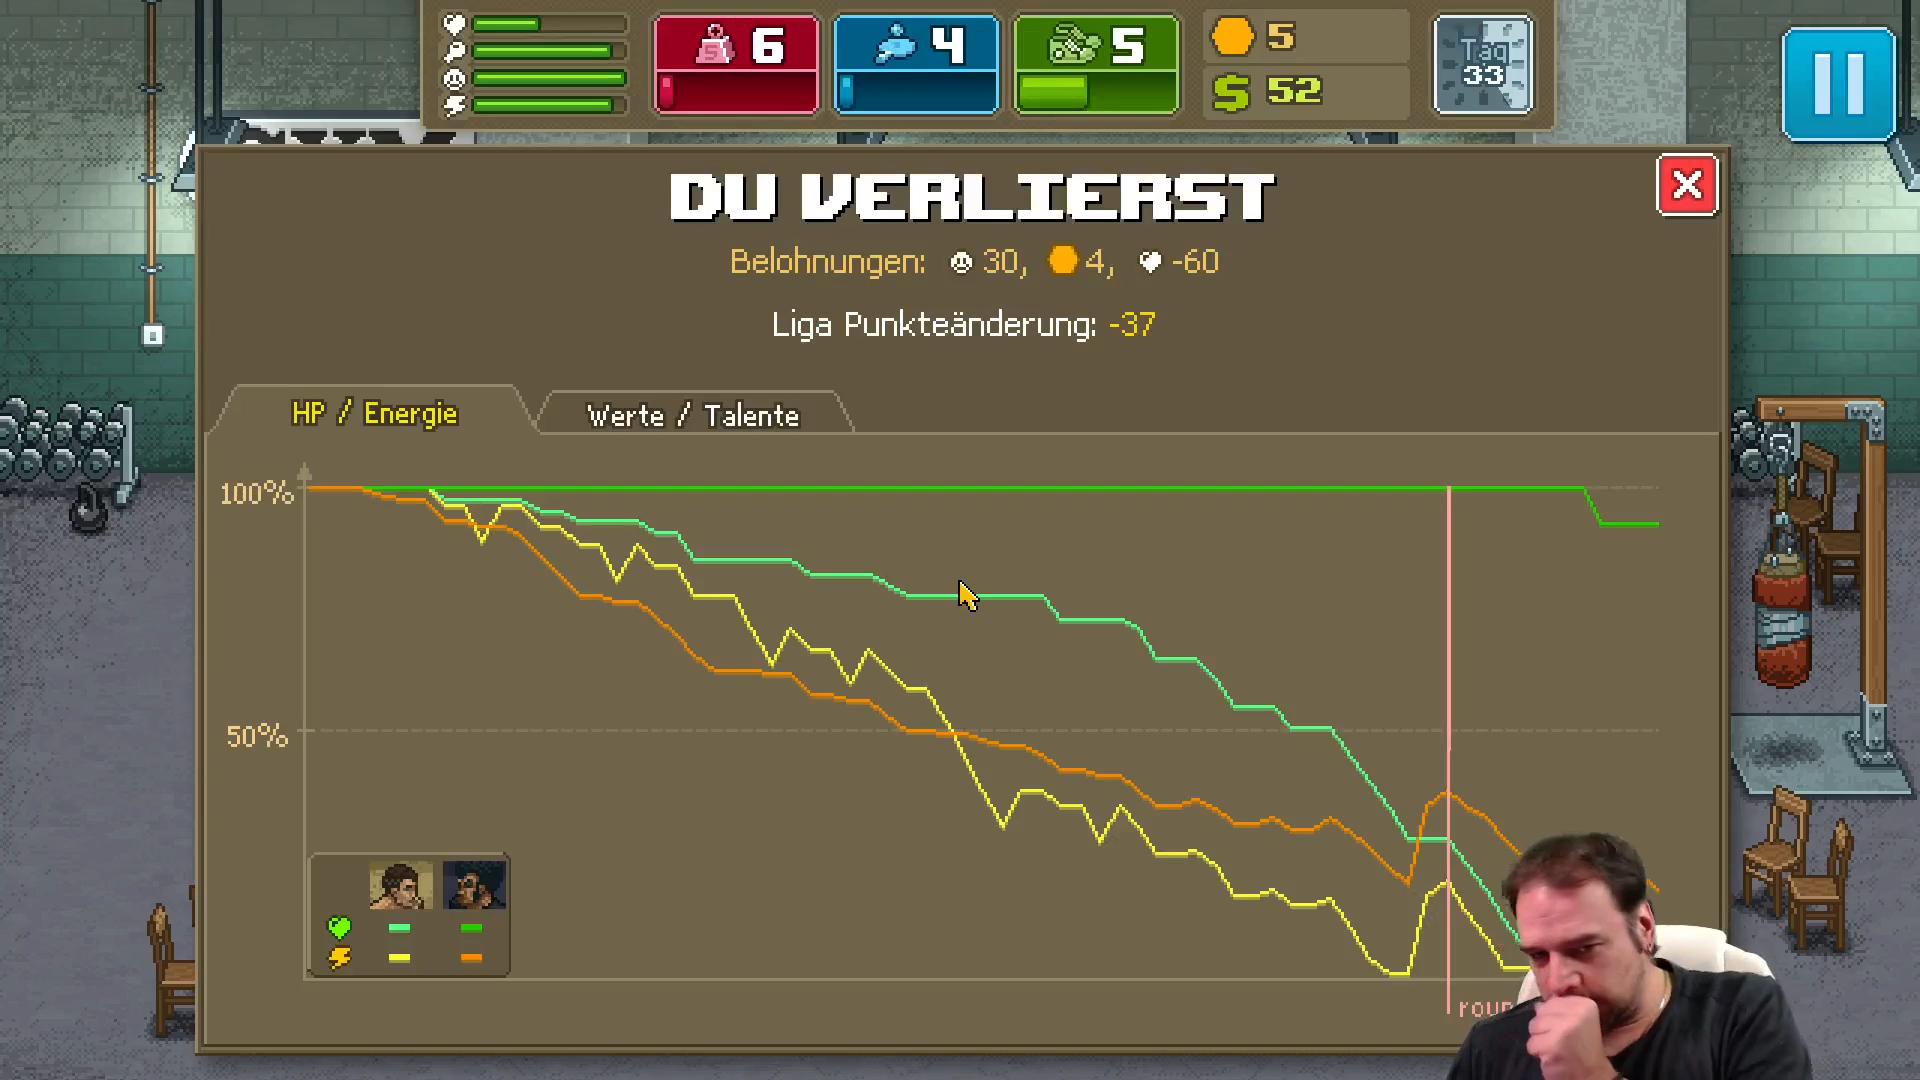 6
4
5
5
52
Tag
33
DU VERLIERST
Belohnungen: 30, 4, -60
Liga Punkteänderung: -37
HP / Energie
Werte / Talente
100%
50%